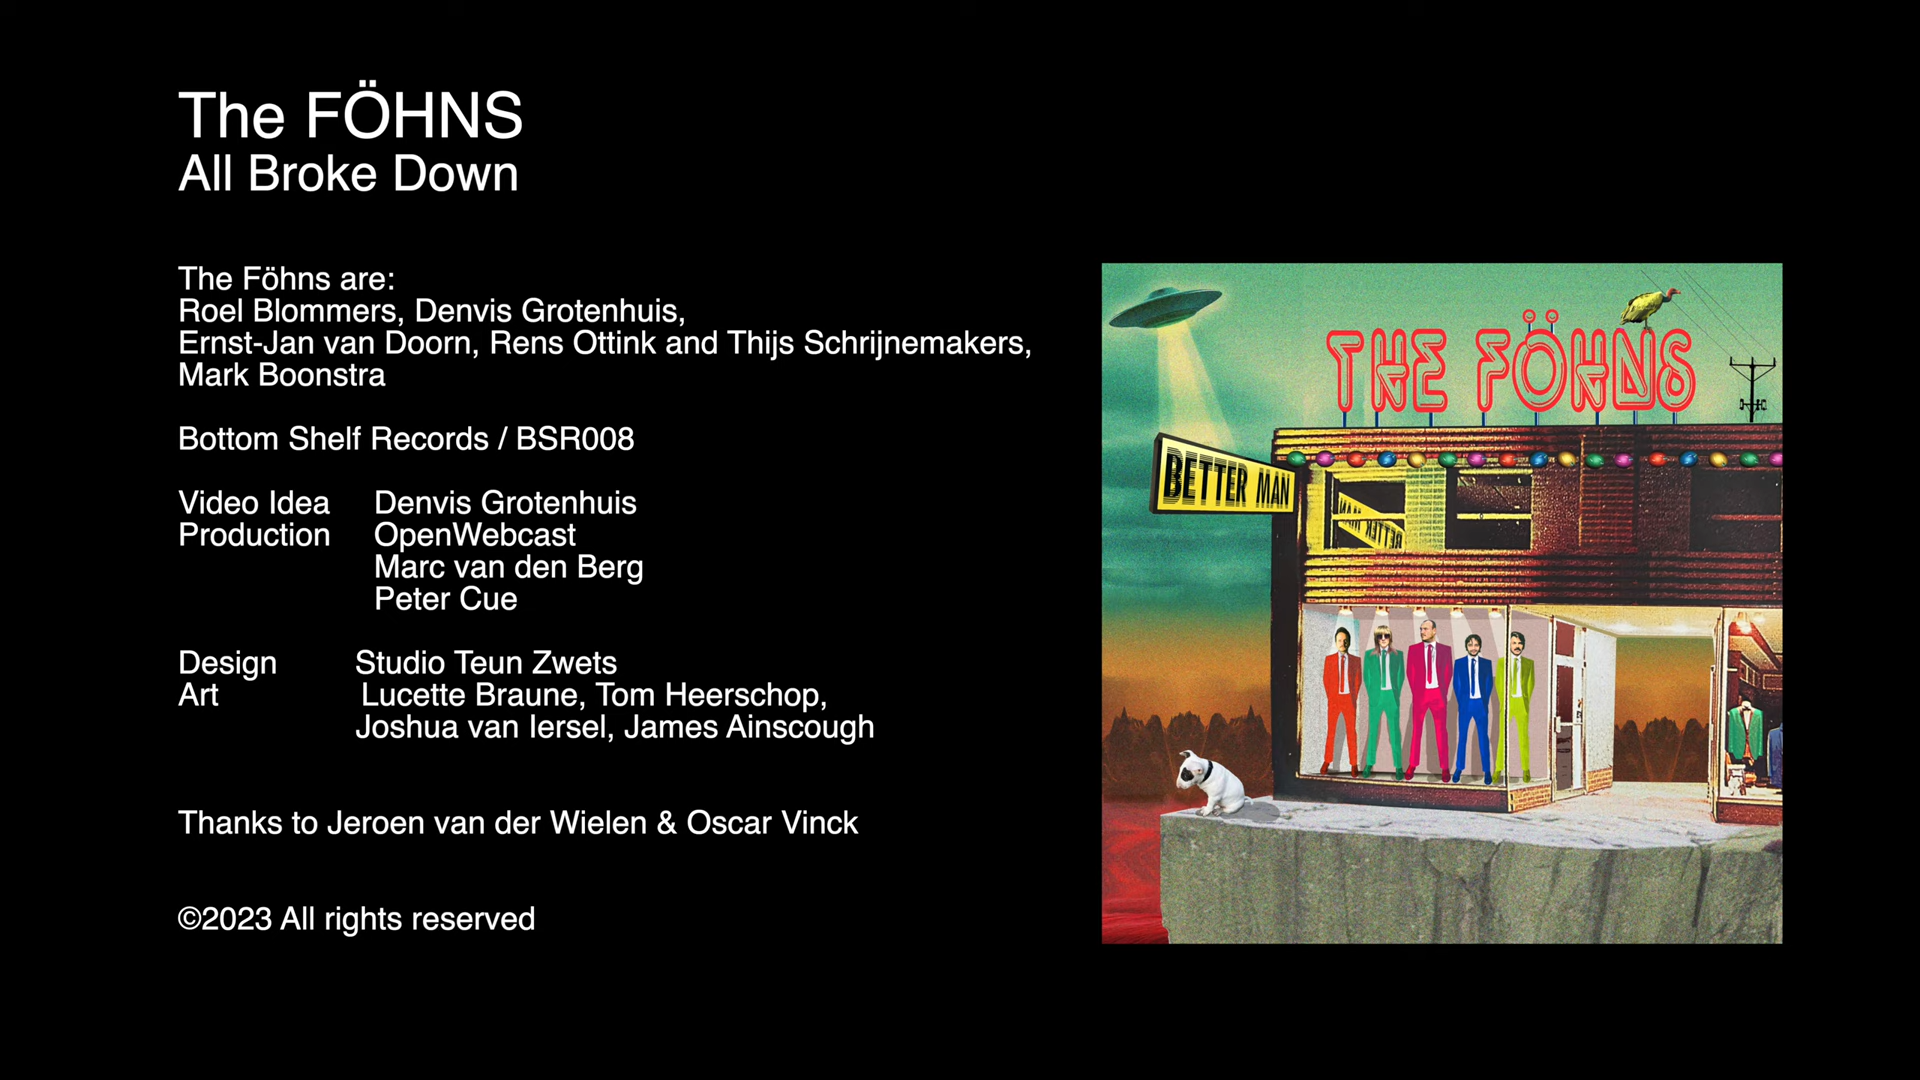 The FÖHNS
All Broke Down
The Föhns are:
Roel Blommers, Denvis Grotenhuis,
Ernst-Jan van Doorn, Rens Ottink and Thijs Schrijnemakers,
Mark Boonstra
Bottom Shelf Records / BSR008
Video Idea Denvis Grotenhuis
Production OpenWebcast
Marc van den Berg
Peter Cue
Design Studio Teun Zwets
Art Lucette Braune, Tom Heerschop,
Joshua van Iersel, James Ainscough
Thanks to Jeroen van der Wielen & Oscar Vinck
©2023 All rights reserved
THE FÖHNS
BETTER MAN
BETTER MAN